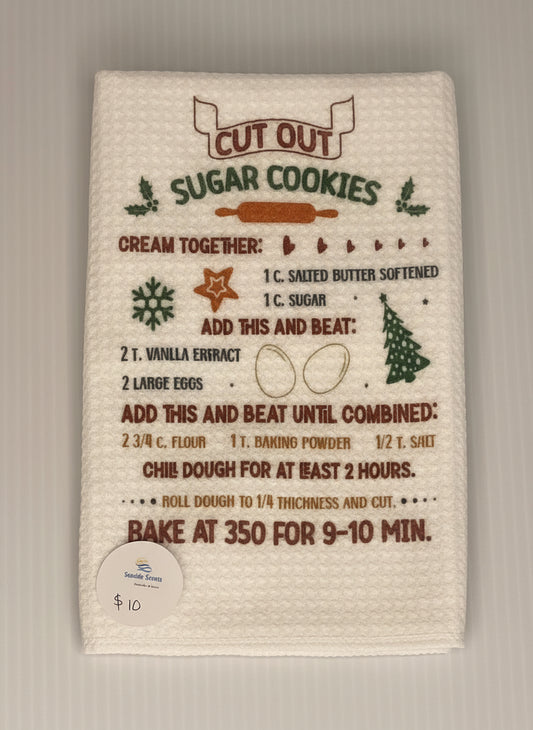 CUT OUT
SUGAR COOKIES
CREAM TOGETHER:
1 C. SALTED BUTTER SOFTENED
1 C. SUGAR
ADD THIS AND BEAT:
2 T. VANLLA ERTRACT
2 LARGE EGGS
ADD THIS AND BEAT UNTIL COMBINED:
2 3/4 C. FLOUR 1 T. BAKING POWDER 1/2 T. SALT
CHILL DOUGH FOR AT LEAST 2 HOURS.
ROLL DOUGH TO 1/4 THICKNESS AND CUT.
BAKE AT 350 FOR 9-10 MIN.
Seaside Scents
$10